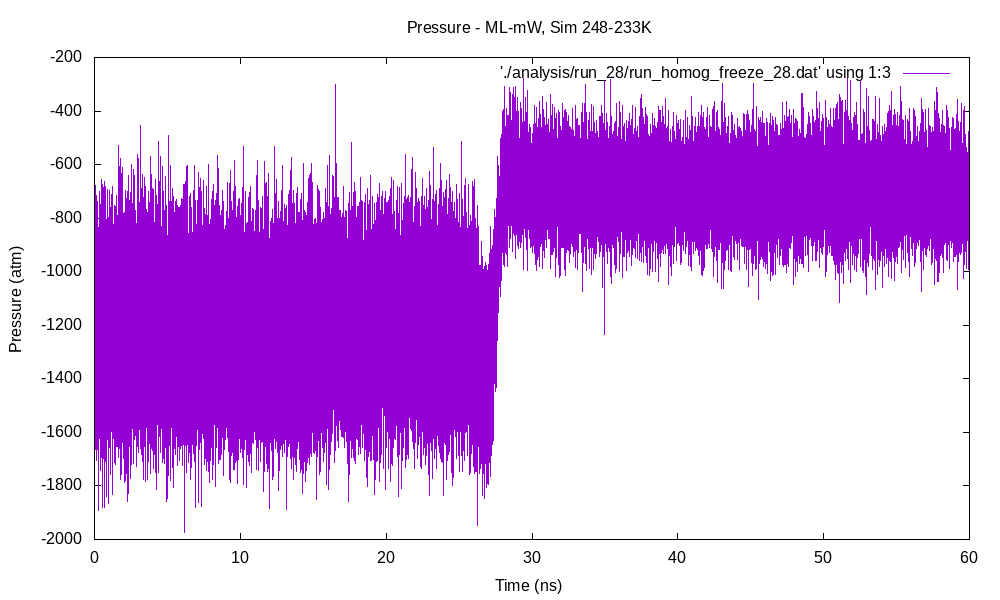 Pressure - ML-mW, Sim 248-233K
'./analysis/run_28/run_homog_freeze_28.dat' using 1:3
Pressure (atm)
-200
-400
-600
-800
-1000
-1200
-1400
-1600
-1800
-2000
0 10 20 30 40 50 60
Time (ns)